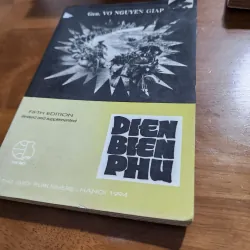 Gen. VO NGUYEN GIAP
FIFTH EDITION
revised and supplemented
DIEN
BIEN
PHU
THE GIOI PUBLISHERS - HANOI 1994